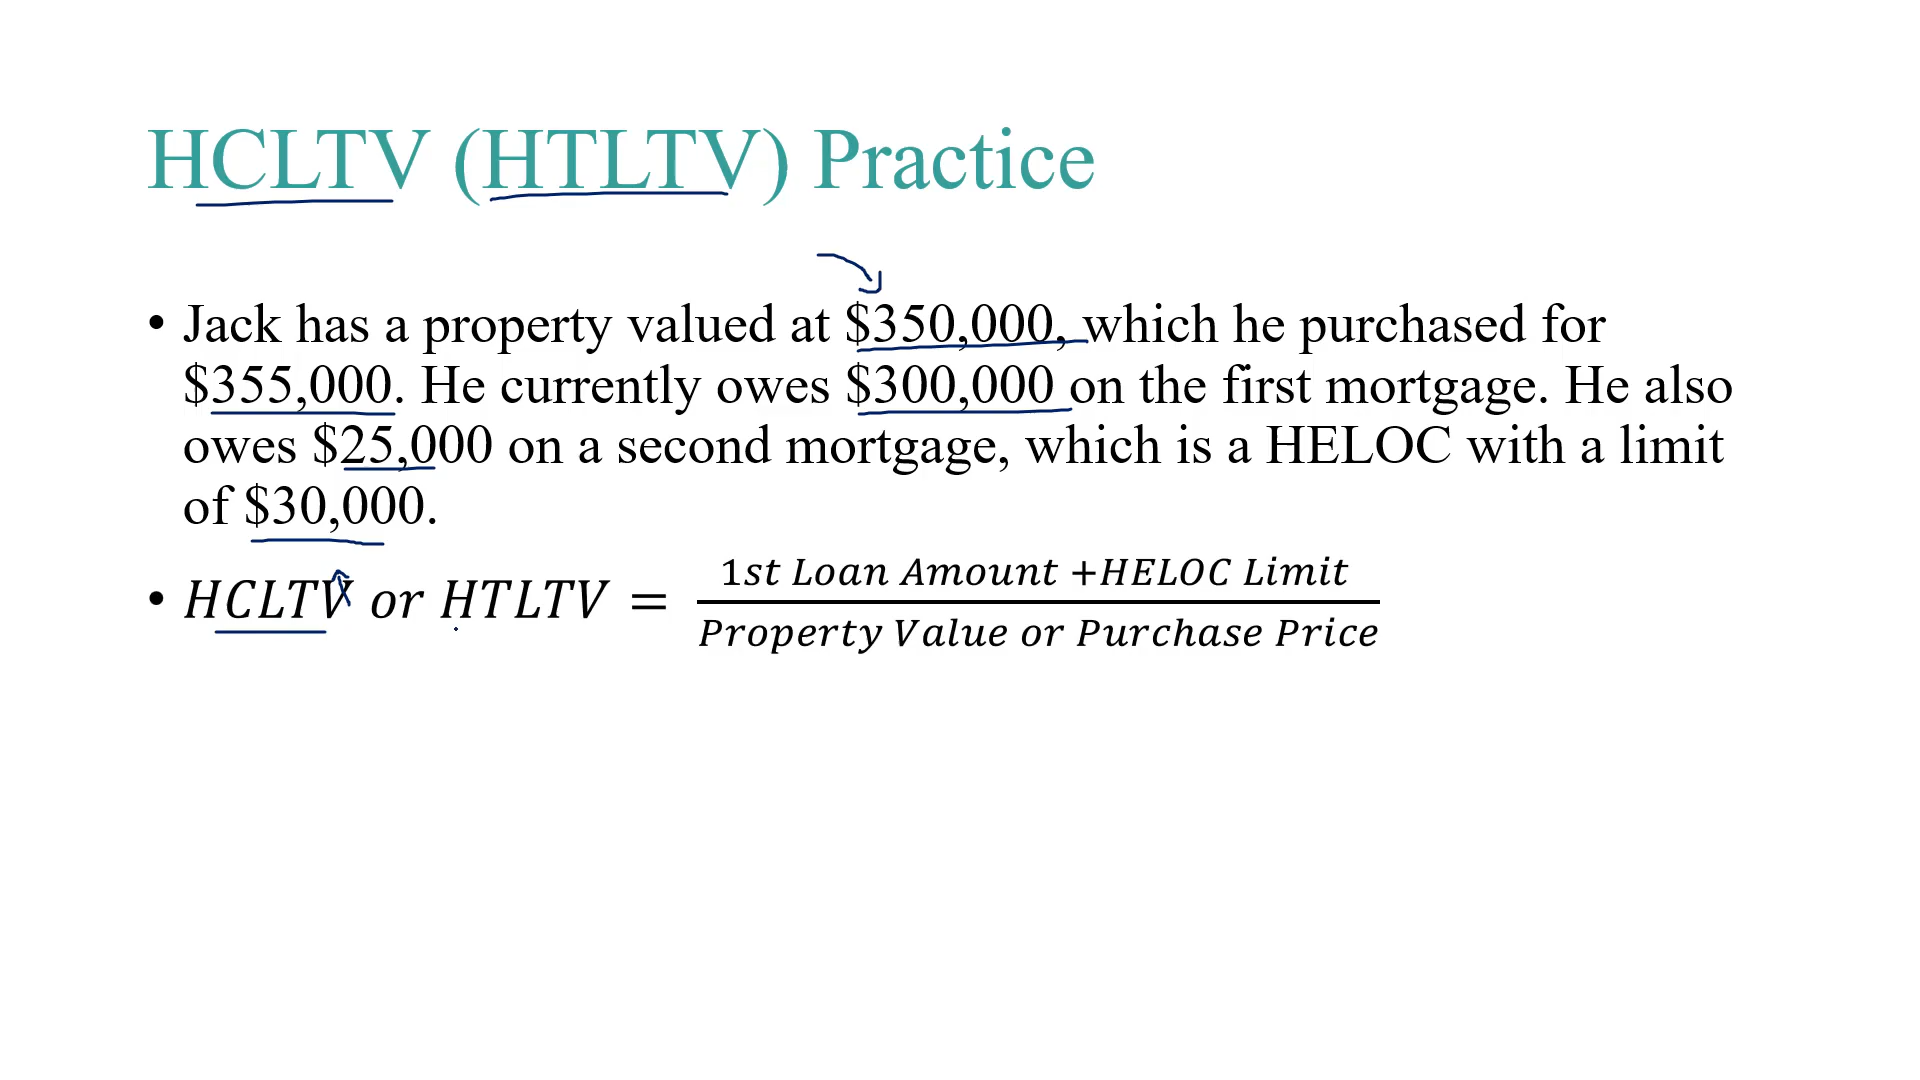 HCLTV (HTLTV) Practice
• Jack has a property valued at $350,000, which he purchased for
$355,000. He currently owes $300,000 on the first mortgage. He also
owes $25,000 on a second mortgage, which is a HELOC with a limit
of $30,000.
• HCLTV or HTLTV = 1st Loan Amount +HELOC Limit
Property Value or Purchase Price